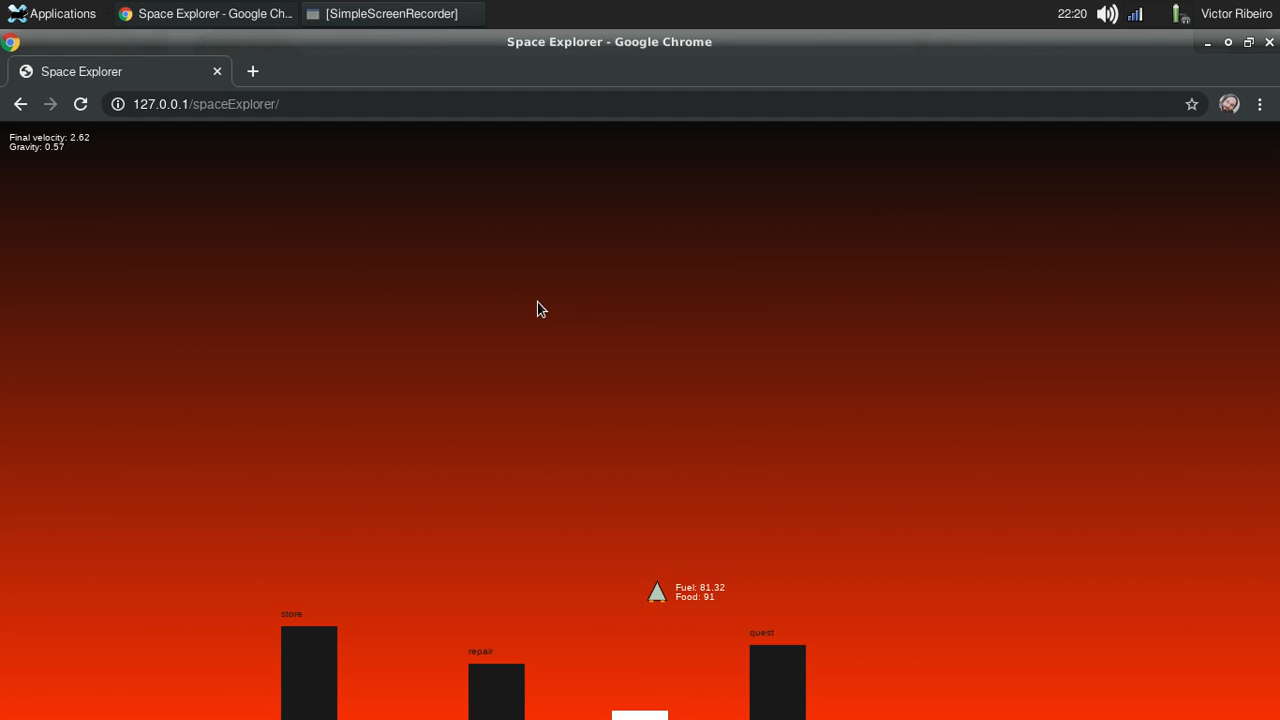 Applications
Space Explorer - Google Ch...
[SimpleScreenRecorder]
22:20
Victor Ribeiro
Space Explorer - Google Chrome
Space Explorer
127.0.0.1/spaceExplorer/
Final velocity: 2.62
Gravity: 0.57
Fuel: 81.32
Food: 91
store
quest
repair